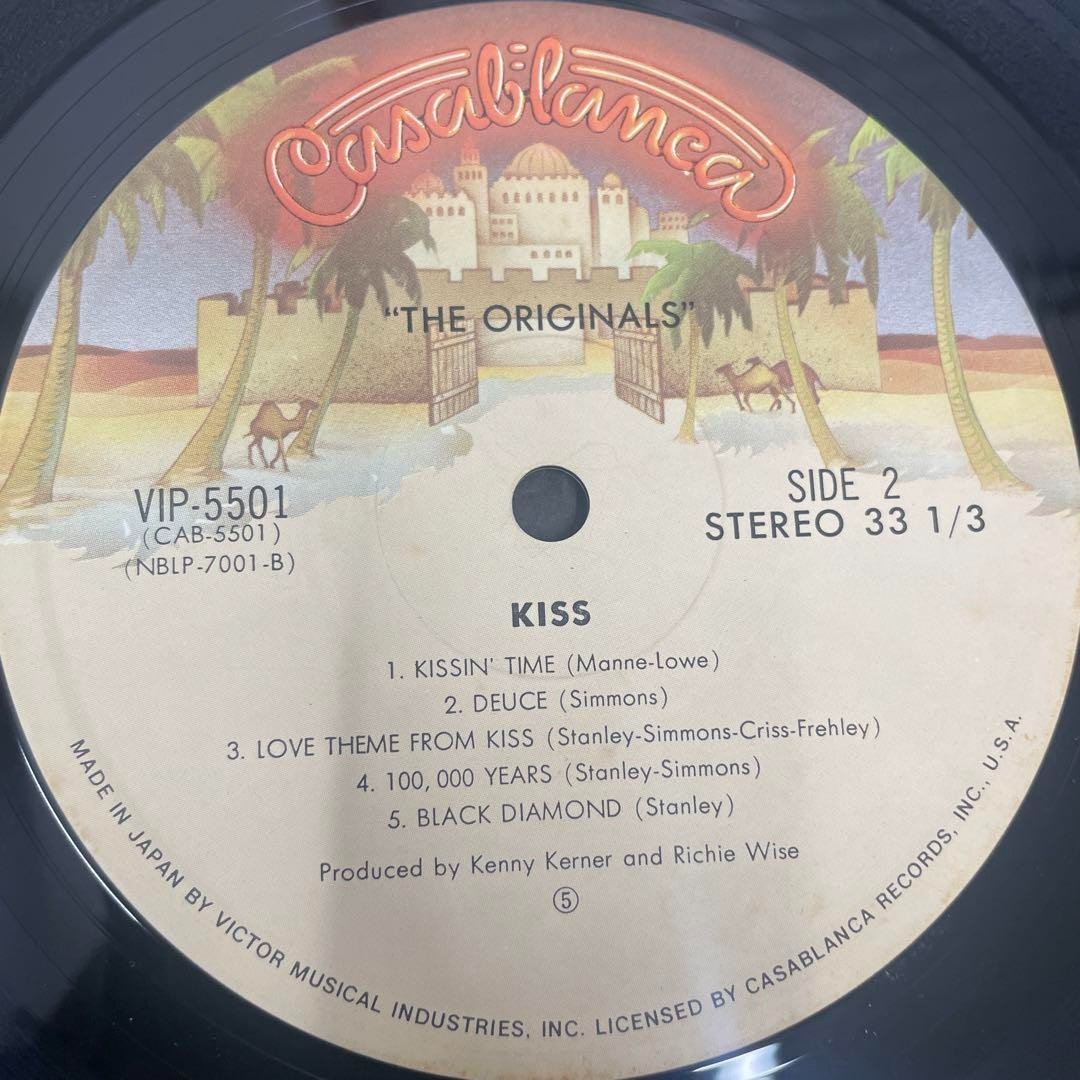 Casablanca
“THE ORIGINALS”
VIP-5501
(CAB-5501)
(NBLP-7001-B)
SIDE 2
STEREO 33 1/3
KISS
1. KISSIN' TIME (Manne-Lowe)
2. DEUCE (Simmons)
3. LOVE THEME FROM KISS (Stanley-Simmons-Criss-Frehley)
4. 100,000 YEARS (Stanley-Simmons)
5. BLACK DIAMOND (Stanley)
Produced by Kenny Kerner and Richie Wise
⑤
MADE IN JAPAN BY VICTOR MUSICAL INDUSTRIES, INC. LICENSED BY CASABLANCA RECORDS, INC., U.S.A.